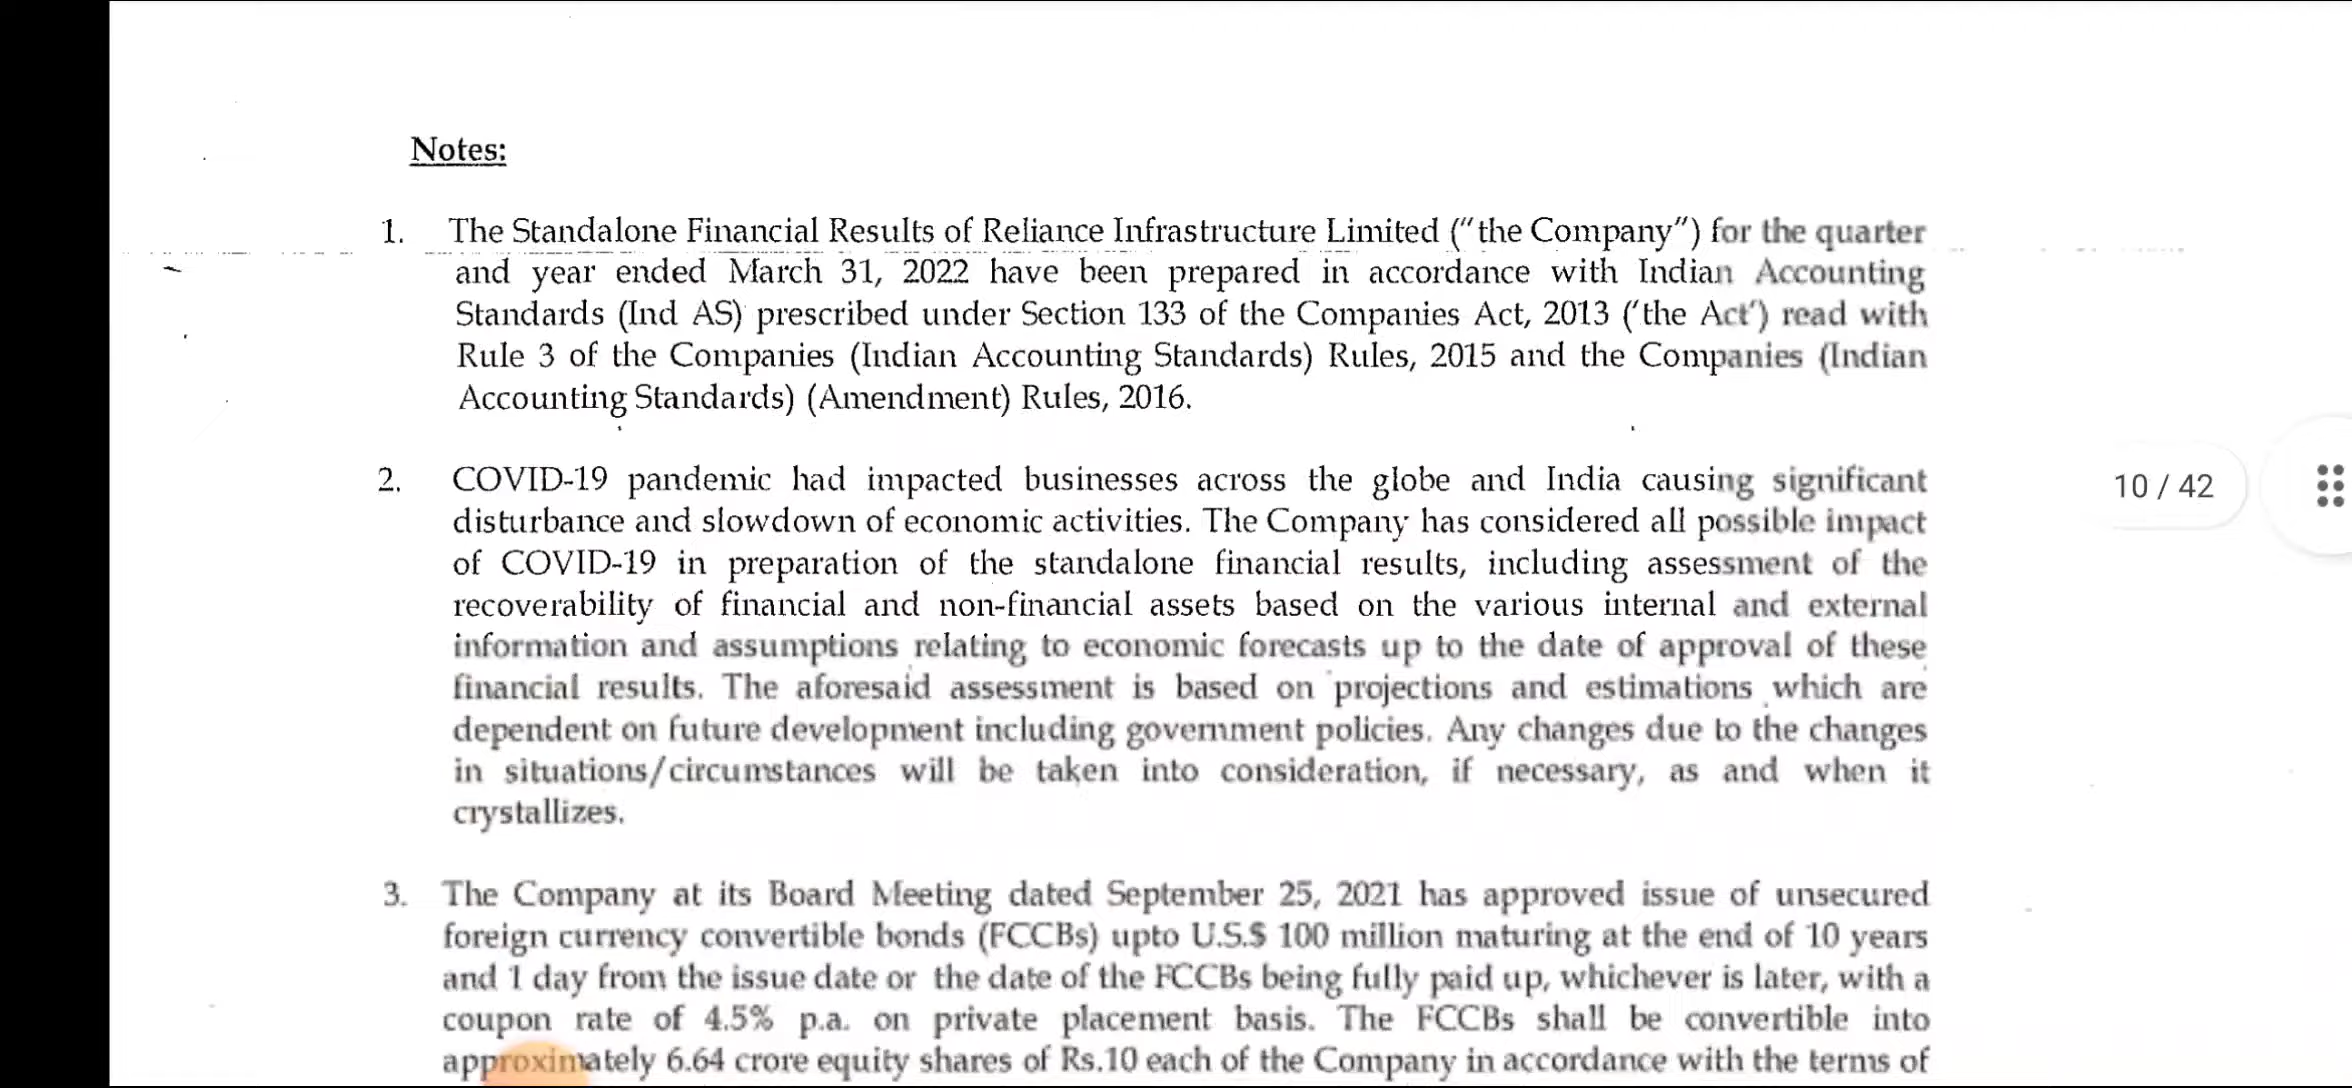 Notes:
1. The Standalone Financial Results of Reliance Infrastructure Limited (“the Company”) for the quarter
and year ended March 31, 2022 have been prepared in accordance with Indian Accounting
Standards (Ind AS) prescribed under Section 133 of the Companies Act, 2013 (‘the Act’) read with
Rule 3 of the Companies (Indian Accounting Standards) Rules, 2015 and the Companies (Indian
Accounting Standards) (Amendment) Rules, 2016.
2. COVID-19 pandemic had impacted businesses across the globe and India causing significant
disturbance and slowdown of economic activities. The Company has considered all possible impact
of COVID-19 in preparation of the standalone financial results, including assessment of the
recoverability of financial and non-financial assets based on the various internal and external
information and assumptions relating to economic forecasts up to the date of approval of these
financial results. The aforesaid assessment is based on projections and estimations which are
dependent on future development including government policies. Any changes due to the changes
in situations/circumstances will be taken into consideration, if necessary, as and when it
crystallizes.
10 / 42
3. The Company at its Board Meeting dated September 25, 2021 has approved issue of unsecured
foreign currency convertible bonds (FCCBs) upto U.S.$ 100 million maturing at the end of 10 years
and 1 day from the issue date or the date of the FCCBs being fully paid up, whichever is later, with a
coupon rate of 4.5% p.a. on private placement basis. The FCCBs shall be convertible into
approximately 6.64 crore equity shares of Rs.10 each of the Company in accordance with the terms of